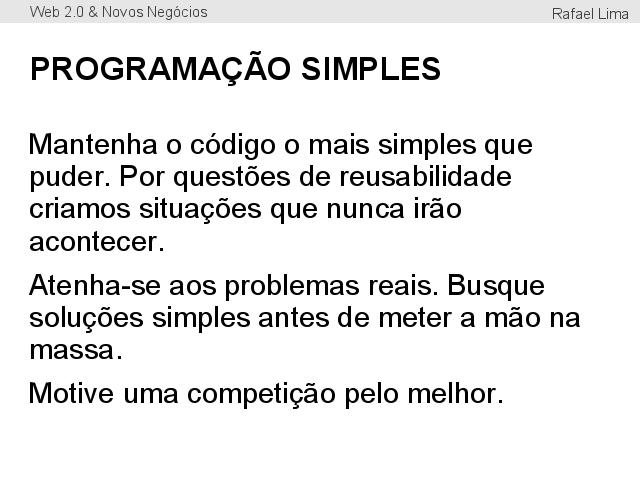 Web 2.0 & Novos Negócios
Rafael Lima
PROGRAMAÇÃO SIMPLES
Mantenha o código o mais simples que
puder. Por questões de reusabilidade
criamos situações que nunca irão
acontecer.
Atenha-se aos problemas reais. Busque
soluções simples antes de meter a mão na
massa.
Motive uma competição pelo melhor.